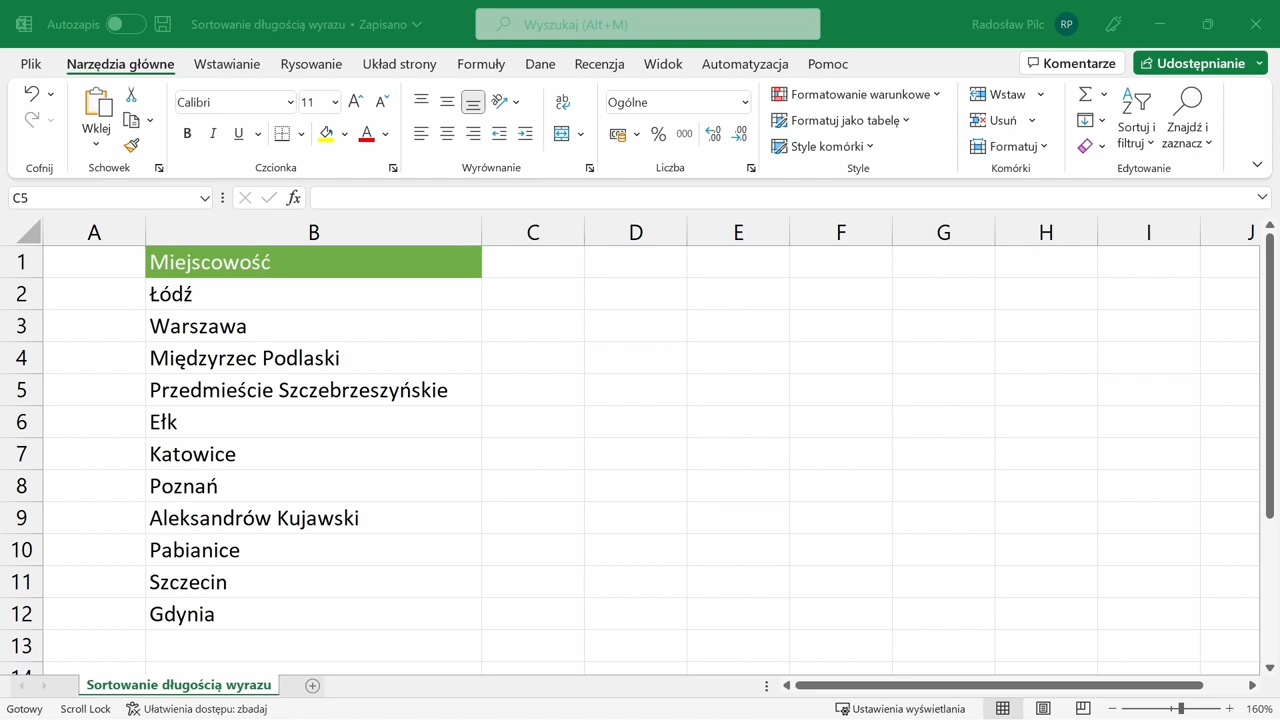 Autozapis Sortowanie długością wyrazu • Zapisano Wyszukaj (Alt+M) Radosław Pilc RP
Plik Narzędzia główne Wstawianie Rysowanie Układ strony Formuły Dane Recenzja Widok Automatyzacja Pomoc Komentarze Udostępnianie
Wklej
Calibri 11
B I U A
ab
Ogólne
% 000
Formatowanie warunkowe
Formatuj jako tabelę
Style komórki
Wstaw
Usuń
Formatuj
Sortuj i filtruj
Znajdź i zaznacz
Cofnij Schowek Czcionka Wyrównanie Liczba Style Komórki Edytowanie
C5 fx
A B C D E F G H I J
1 Miejscowość
2 Łódź
3 Warszawa
4 Międzyrzec Podlaski
5 Przedmieście Szczebrzeszyńskie
6 Ełk
7 Katowice
8 Poznań
9 Aleksandrów Kujawski
10 Pabianice
11 Szczecin
12 Gdynia
13
14
Sortowanie długością wyrazu
Gotowy Scroll Lock Ułatwienia dostępu: zbadaj Ustawienia wyświetlania 160%